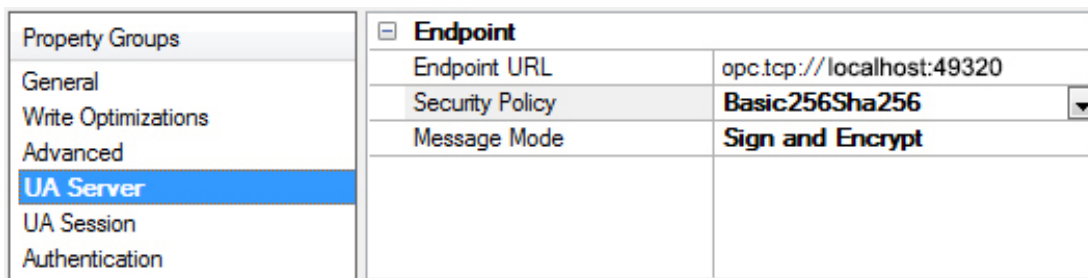 Property Groups
General
Write Optimizations
Advanced
UA Server
UA Session
Authentication
Endpoint
Endpoint URL opc.tcp://localhost:49320
Security Policy Basic256Sha256
Message Mode Sign and Encrypt